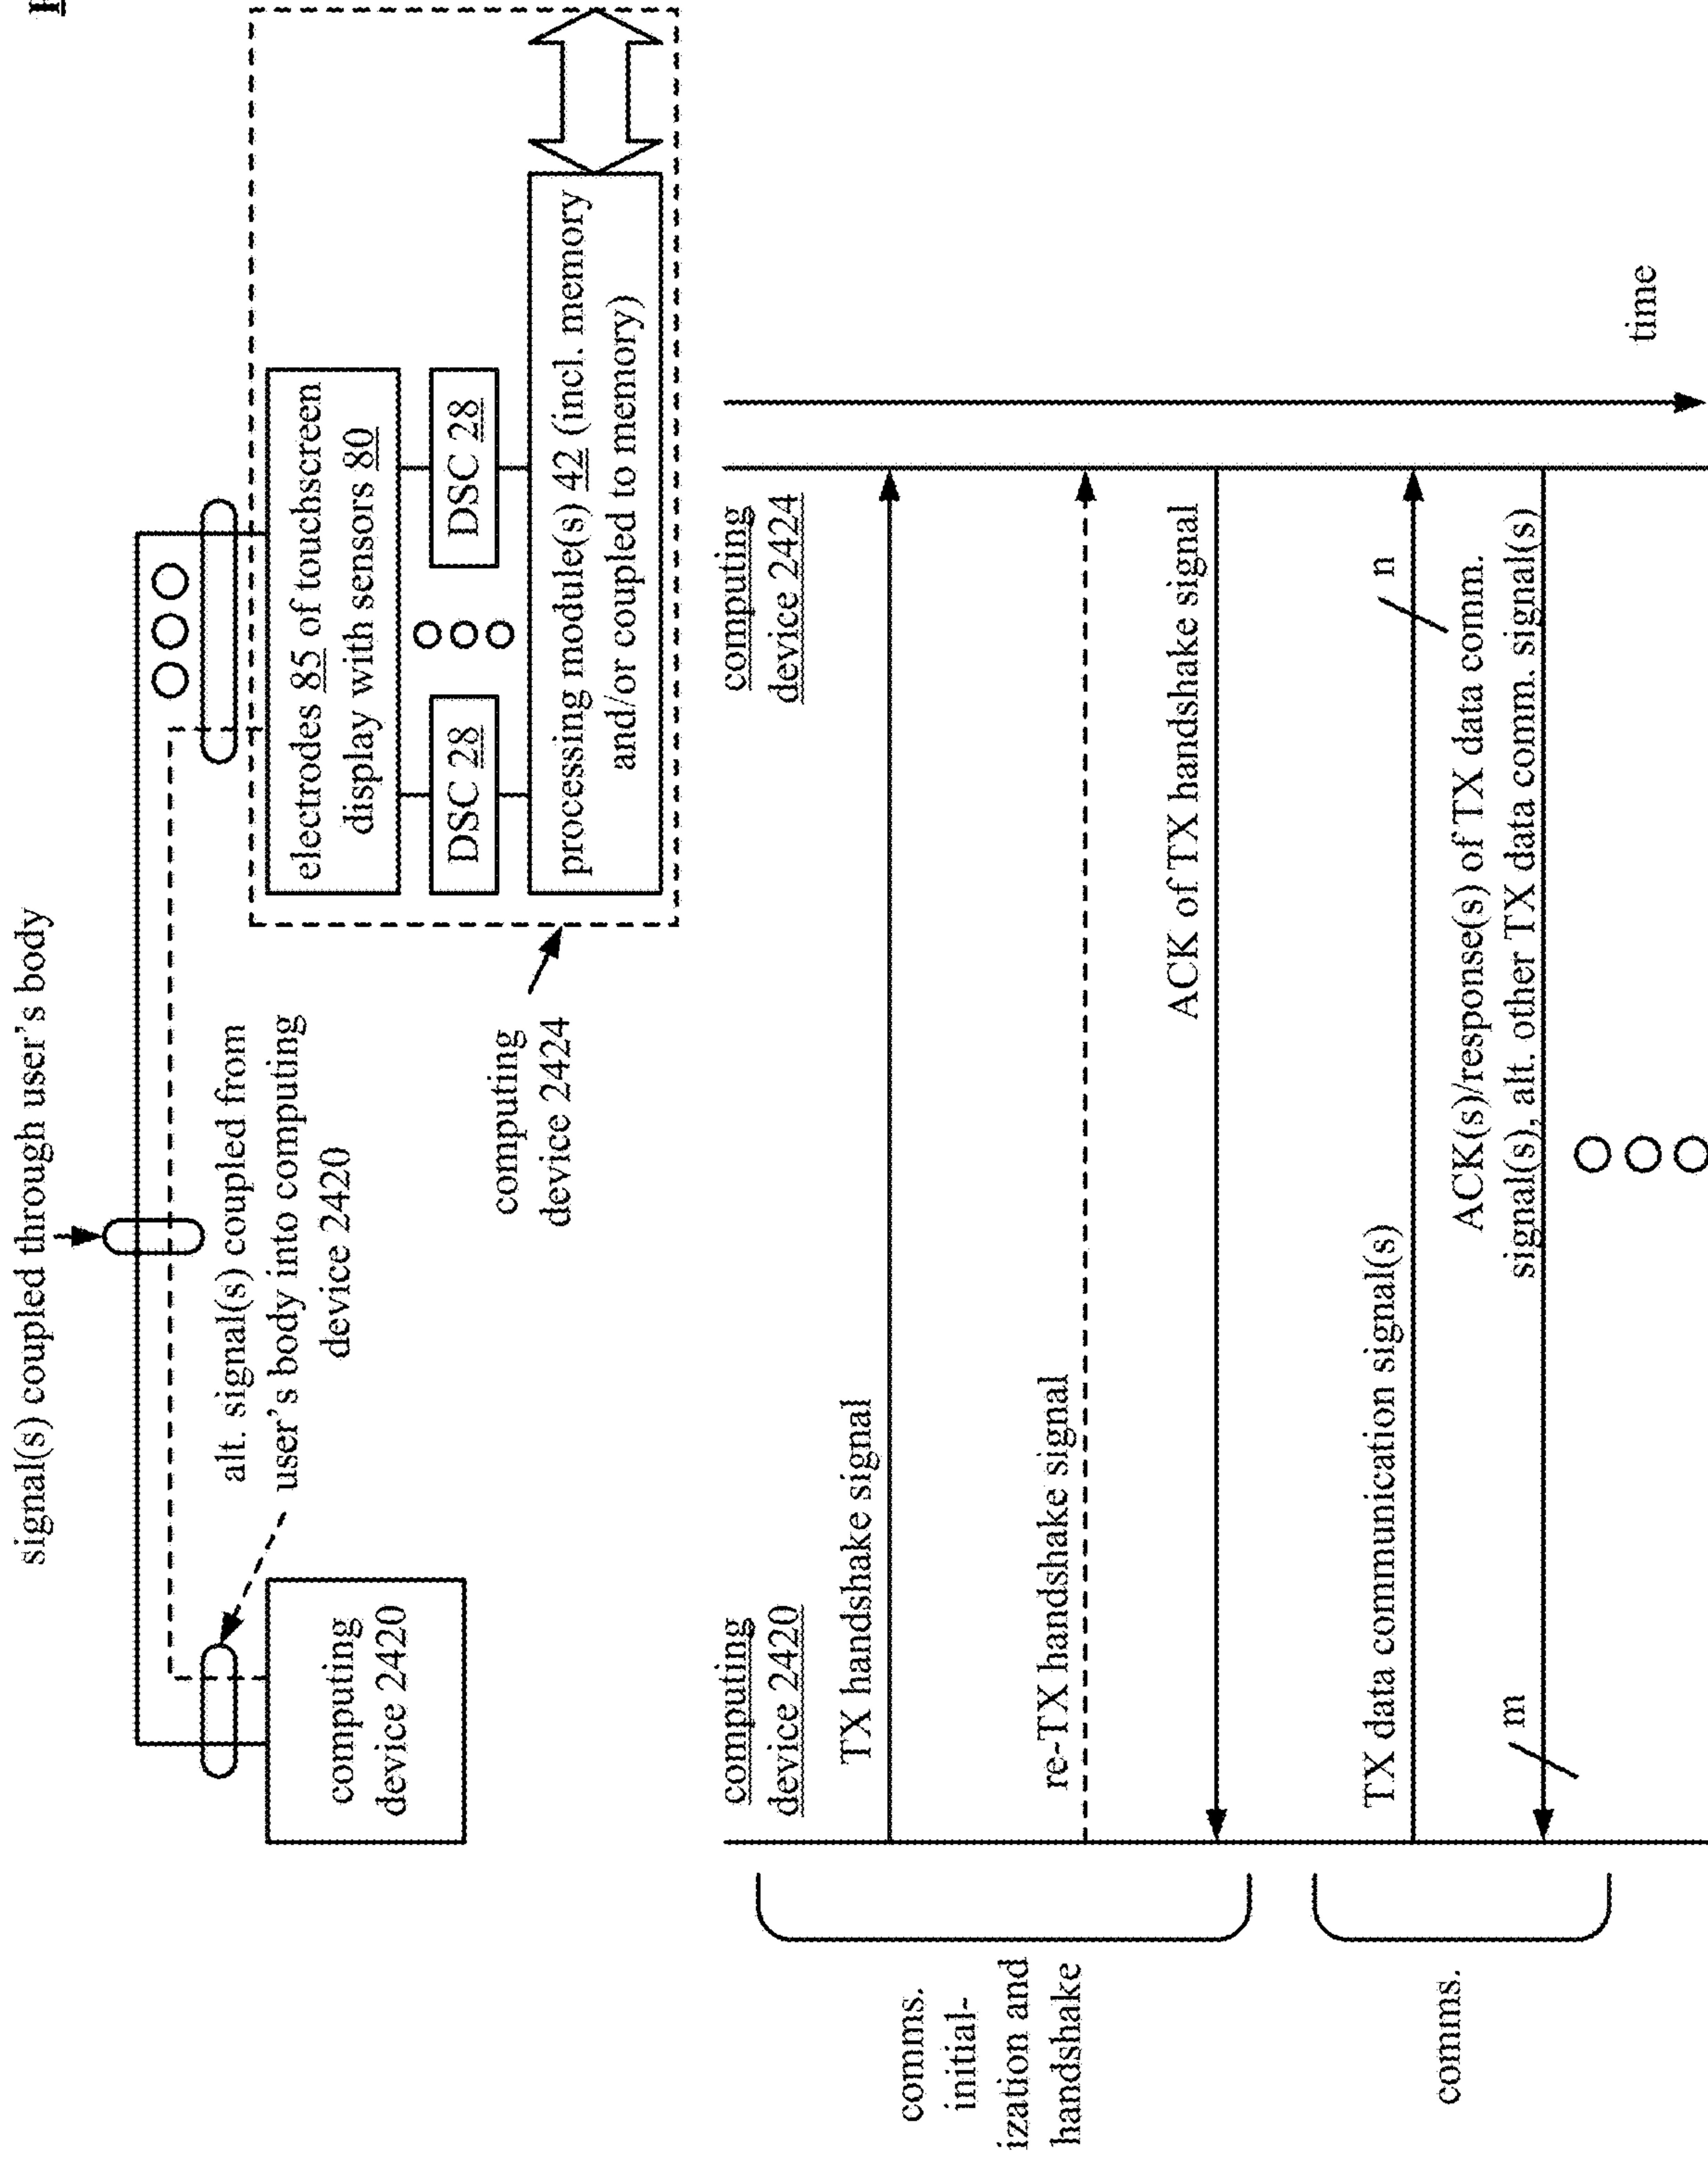 signal(s) coupled through user's body
alt. signal(s) coupled from
user's body into computing
device 2420
computing
device 2420
electrodes 85 of touchscreen
display with sensors 80
DSC 28
DSC 28
processing module(s) 42 (incl. memory
and/or coupled to memory)
computing
device 2424
computing
device 2420
computing
device 2424
comms.
initial-
ization and
handshake
TX handshake signal
re-TX handshake signal
ACK of TX handshake signal
comms.
TX data communication signal(s)
n
ACK(s)/response(s) of TX data comm.
signal(s), alt. other TX data comm. signal(s)
m
time